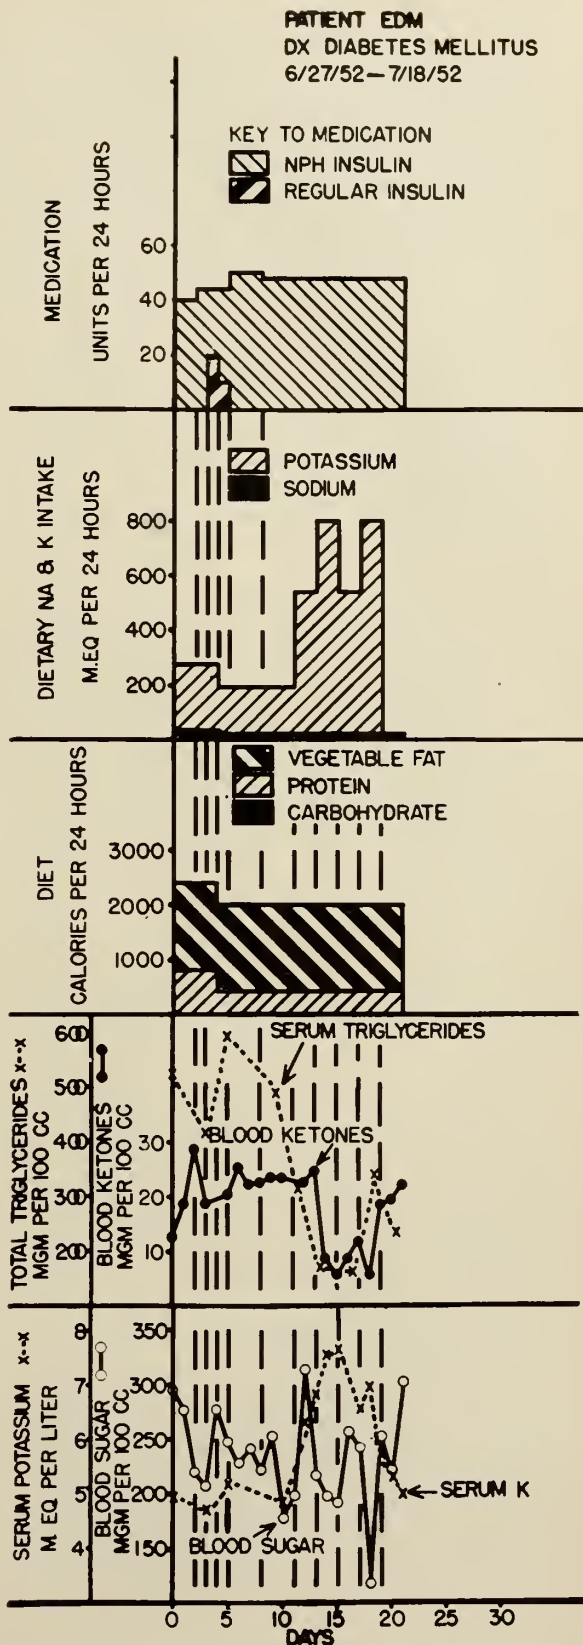 PATIENT EDM
DX DIABETES MELLITUS
6/27/52—7/18/52
KEY TO MEDICATION
NPH INSULIN
REGULAR INSULIN
MEDICATION
UNITS PER 24 HOURS
60
40
20
POTASSIUM
SODIUM
DIETARY NA & K INTAKE
M.EQ PER 24 HOURS
800
600
400
200
VEGETABLE FAT
PROTEIN
CARBOHYDRATE
DIET
CALORIES PER 24 HOURS
3000
2000
1000
TOTAL TRIGLYCERIDES x--x
MGM PER 100 CC
600
500
400
300
200
BLOOD KETONES
MGM PER 100 CC
30
20
10
SERUM TRIGLYCERIDES
BLOOD KETONES
SERUM POTASSIUM x--x
M. EQ PER LITER
8
7
6
5
4
BLOOD SUGAR
MGM PER 100 CC
350
300
250
200
150
SERUM K
BLOOD SUGAR
0 5 10 15 20 25 30
DAYS